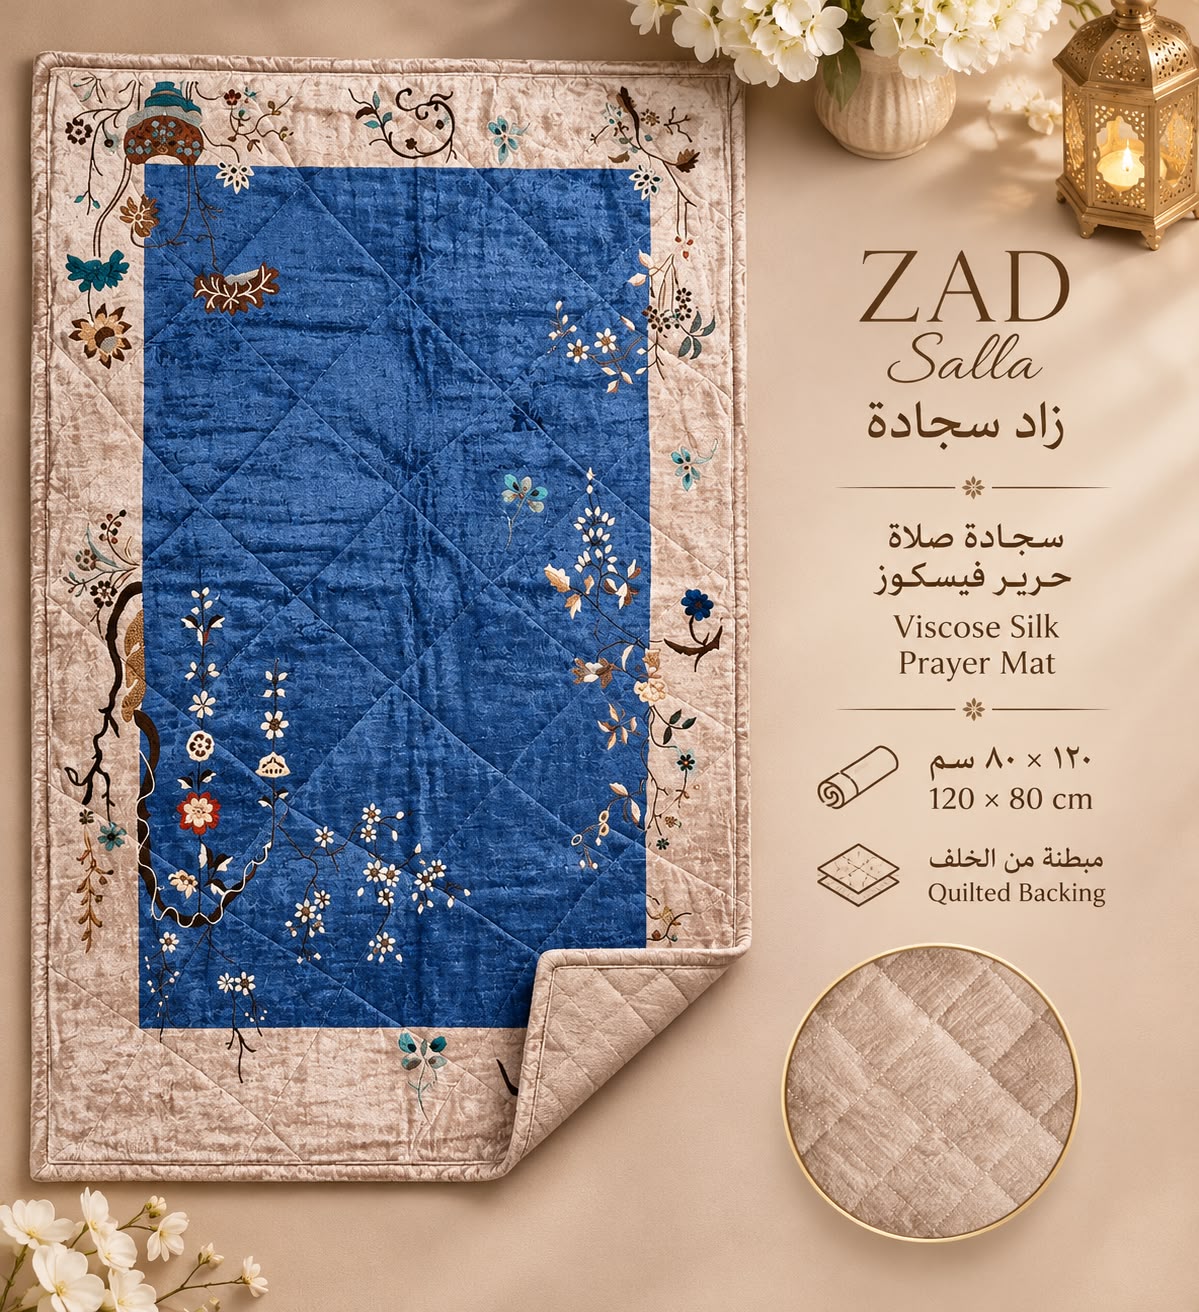 ZAD
Salla
زاد سجادة
سجادة صلاة
حرير فيسكوز
Viscose Silk
Prayer Mat
١٢٠ × ٨٠ سم
120 × 80 cm
مبطنة من الخلف
Quilted Backing